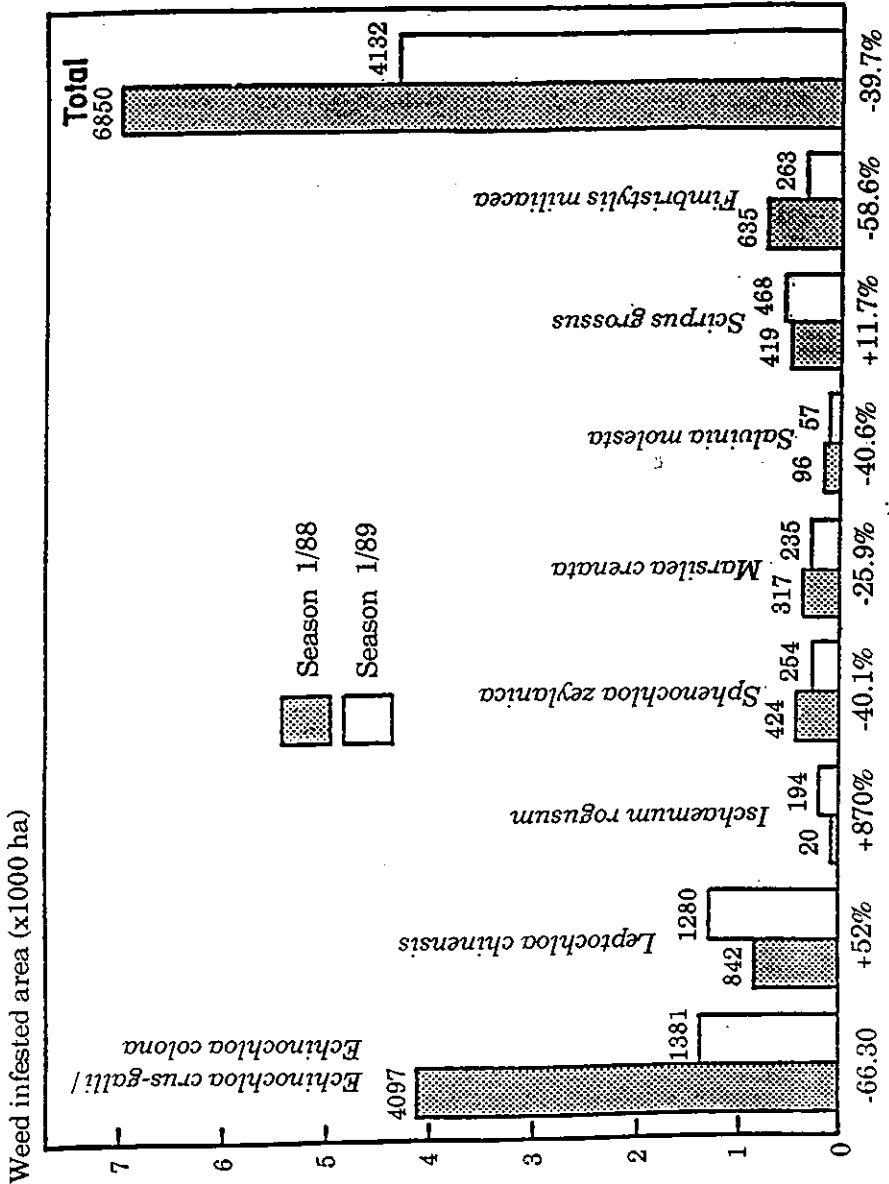 Weed infested area (x1000 ha)
7
6
5
4
3
2
1
0
Season 1/88
Season 1/89
Echinochloa crus-galli /
Echinochloa colona
4097
1381
-66.30
Leptochloa chinensis
842
1280
+52%
Ischaemum rogusum
20
194
+870%
Sphenochloa zeylanica
424
254
-40.1%
Marsilea crenata
317
235
-25.9%
Salvinia molesta
96
57
-40.6%
Scirpus grossus
419
468
+11.7%
Fimbristylis miliacea
635
263
-58.6%
Total
6850
4132
-39.7%